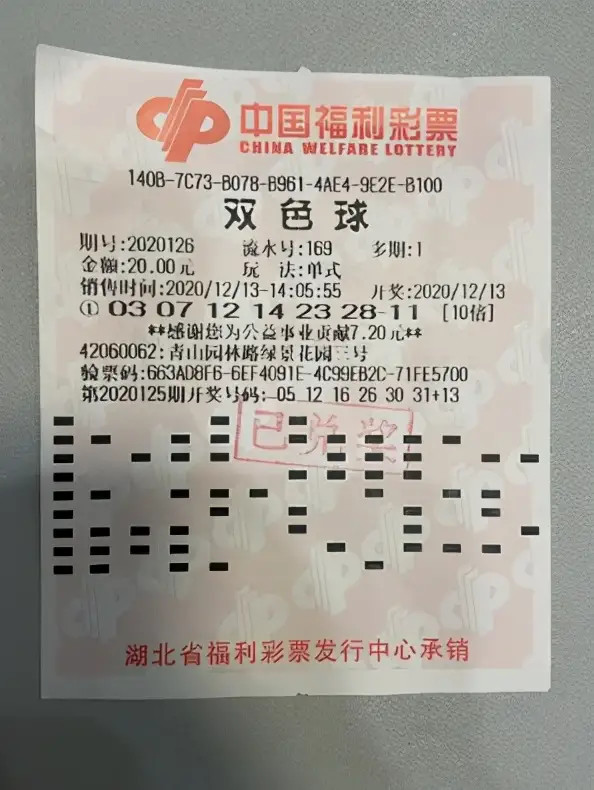 中国福利彩票
CHINA WELFARE LOTTERY
140B-7C73-B078-B961-4AE4-9E2E-B100
双色球
期号:2020126 流水号:169 多期:1
金额:20.00元 玩 法:单式
销售时间:2020/12/13-14:05:55 开奖:2020/12/13
① 03 07 12 14 23 28-11 [10倍]
**感谢您为公益事业贡献7.20元**
42060062:青山园林路绿景花园三号
验票码:663AD8F6-6EF4091E-4C99EB2C-71FE5700
第2020125期开奖号码:05 12 16 26 30 31+13
已兑奖
湖北省福利彩票发行中心承销